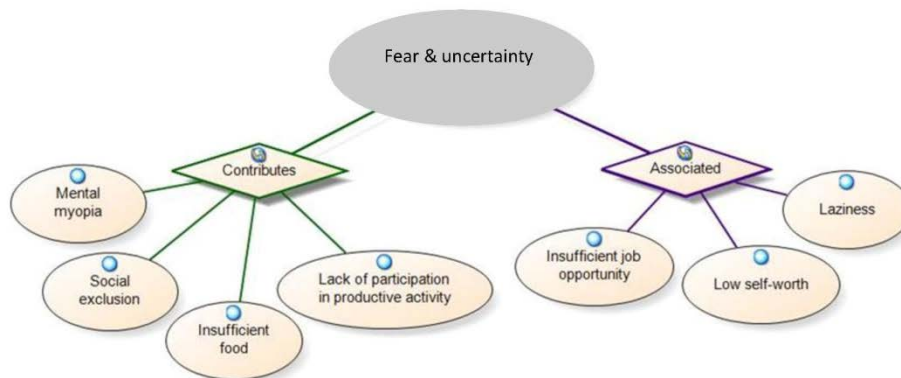 Fear & uncertainty
Contributes
Associated
Mental
myopia
Social
exclusion
Insufficient
food
Lack of participation
in productive activity
Insufficient job
opportunity
Low self-worth
Laziness